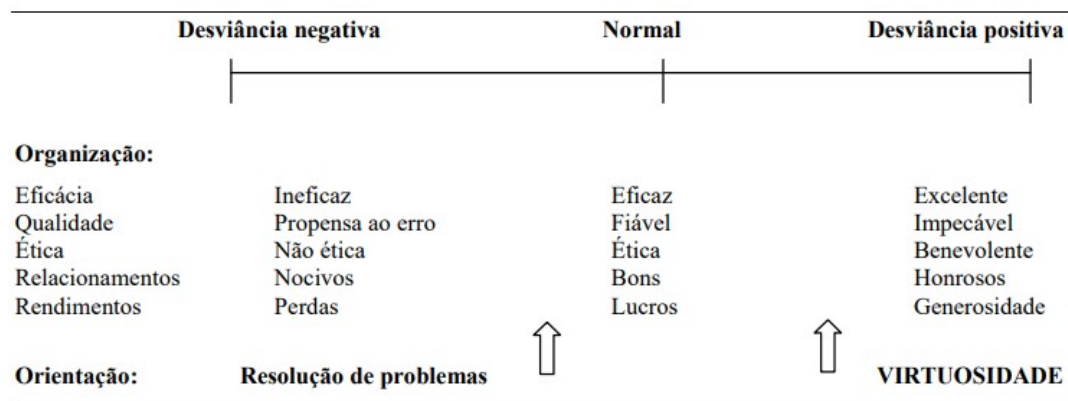 Desviância negativa Normal Desviância positiva
Organização:
Eficácia Ineficaz Eficaz Excelente
Qualidade Propensa ao erro Fiável Impecável
Ética Não ética Ética Benevolente
Relacionamentos Nocivos Bons Honrosos
Rendimentos Perdas Lucros Generosidade
Orientação: Resolução de problemas VIRTUOSIDADE